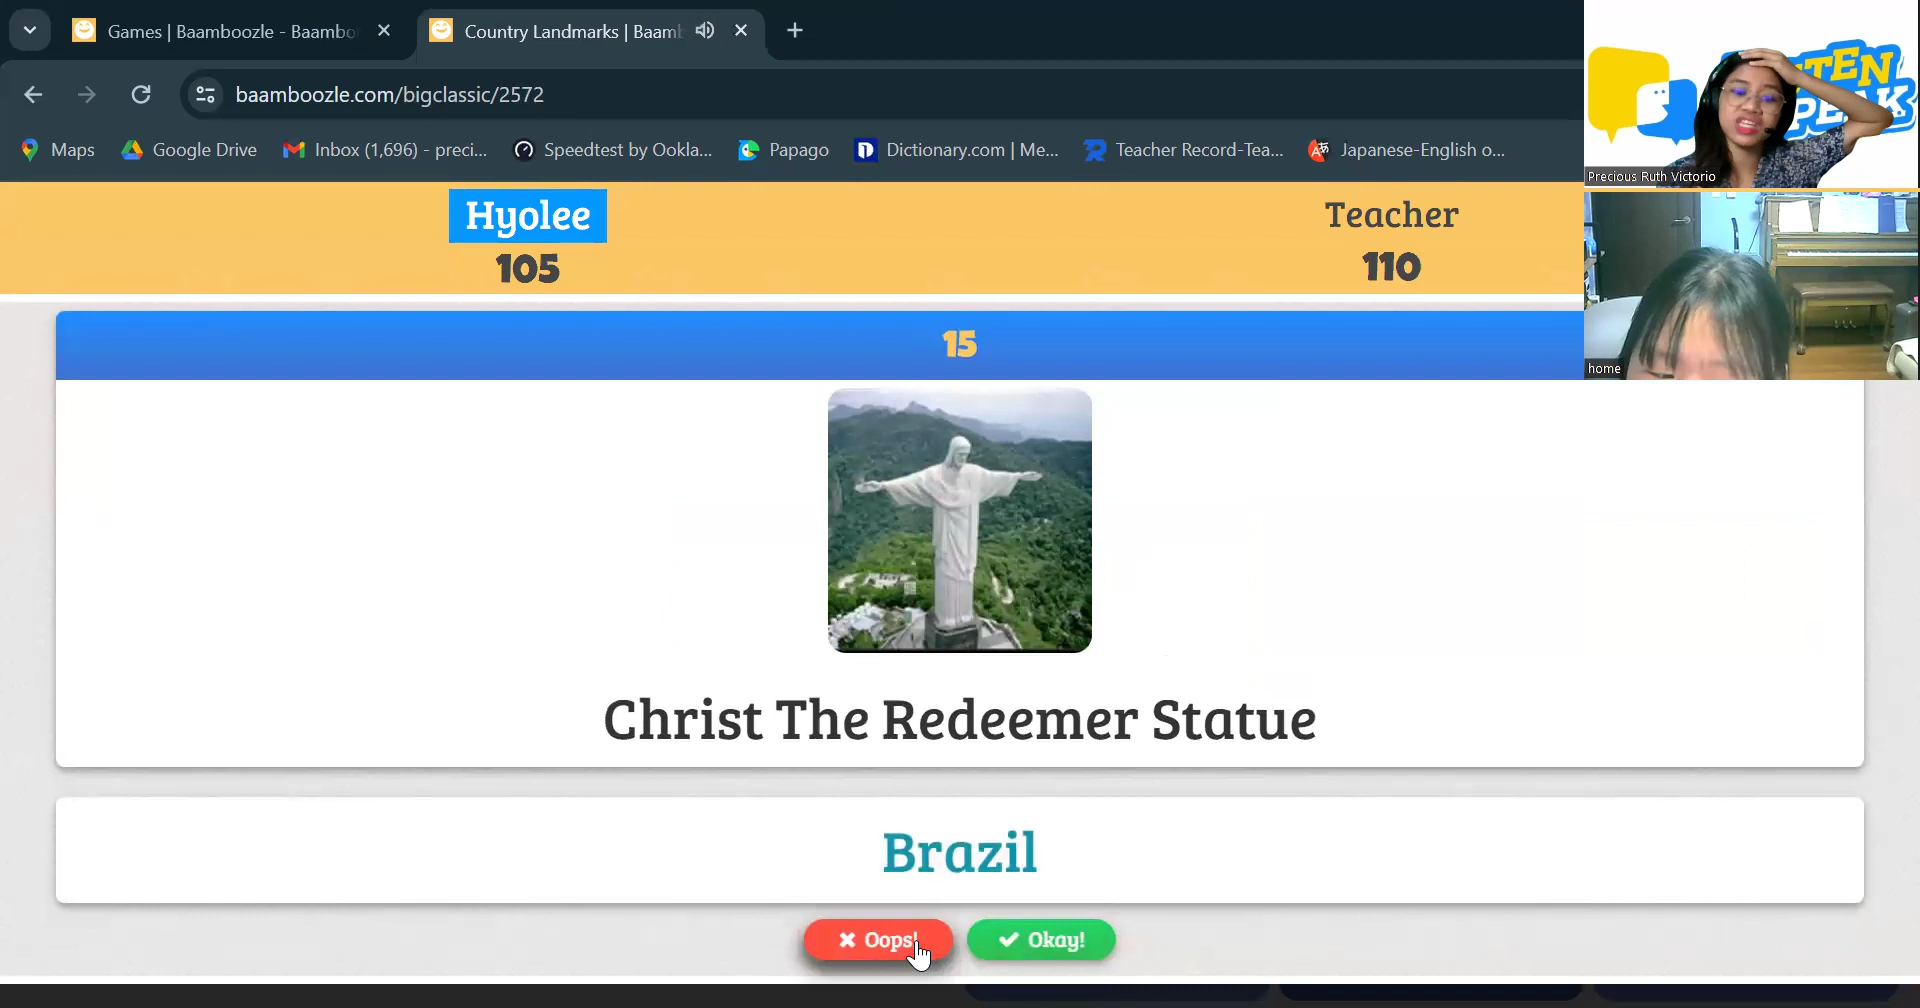 Games | Baamboozle - Baambo
Country Landmarks | Baamb
baamboozle.com/bigclassic/2572
Maps
Google Drive
Inbox (1,696) - preci...
Speedtest by Ookla...
Papago
Dictionary.com | Me...
Teacher Record-Tea...
Japanese-English o...
Precious Ruth Victorio
home
Hyolee
105
Teacher
110
15
Christ The Redeemer Statue
Brazil
Oops!
Okay!